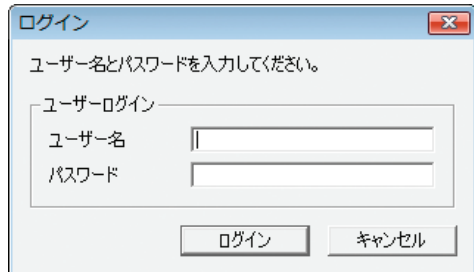 ログイン
ユーザー名とパスワードを入力してください。
ユーザーログイン
ユーザー名
パスワード
ログイン
キャンセル